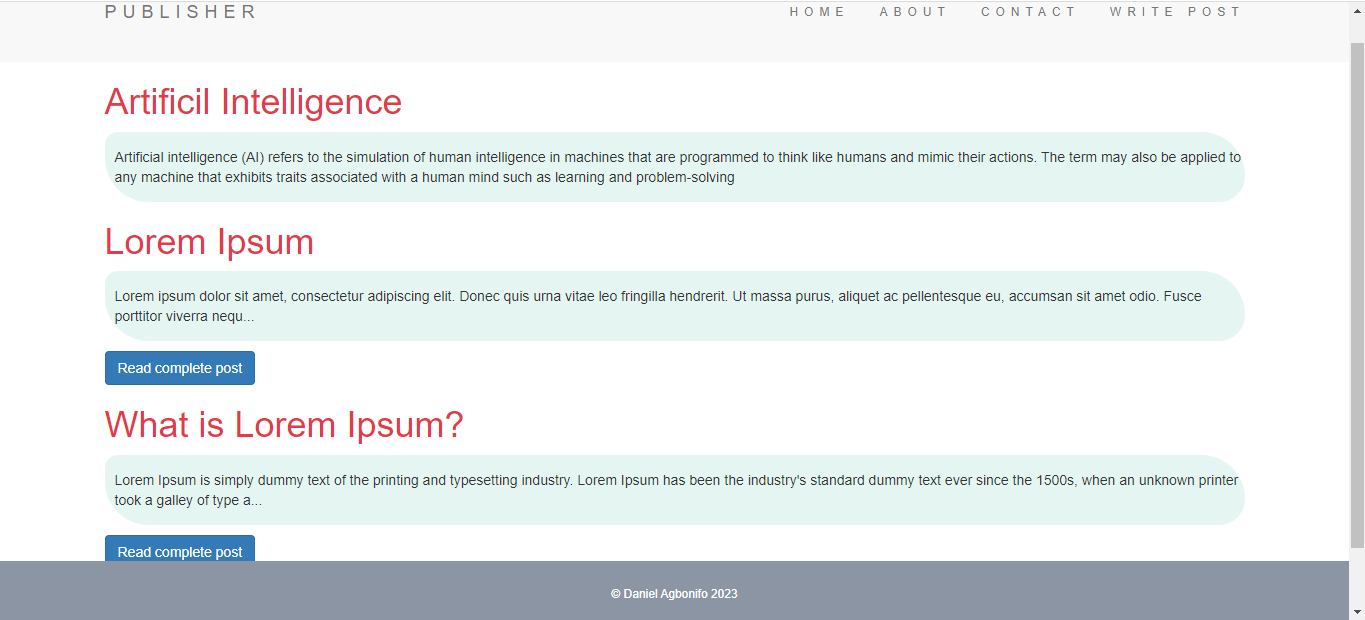 PUBLISHER
HOME ABOUT CONTACT WRITE POST
Artificil Intelligence
Artificial intelligence (AI) refers to the simulation of human intelligence in machines that are programmed to think like humans and mimic their actions. The term may also be applied to
any machine that exhibits traits associated with a human mind such as learning and problem-solving
Lorem Ipsum
Lorem ipsum dolor sit amet, consectetur adipiscing elit. Donec quis urna vitae leo fringilla hendrerit. Ut massa purus, aliquet ac pellentesque eu, accumsan sit amet odio. Fusce
porttitor viverra nequ...
Read complete post
What is Lorem Ipsum?
Lorem Ipsum is simply dummy text of the printing and typesetting industry. Lorem Ipsum has been the industry's standard dummy text ever since the 1500s, when an unknown printer
took a galley of type a...
Read complete post
© Daniel Agbonifo 2023